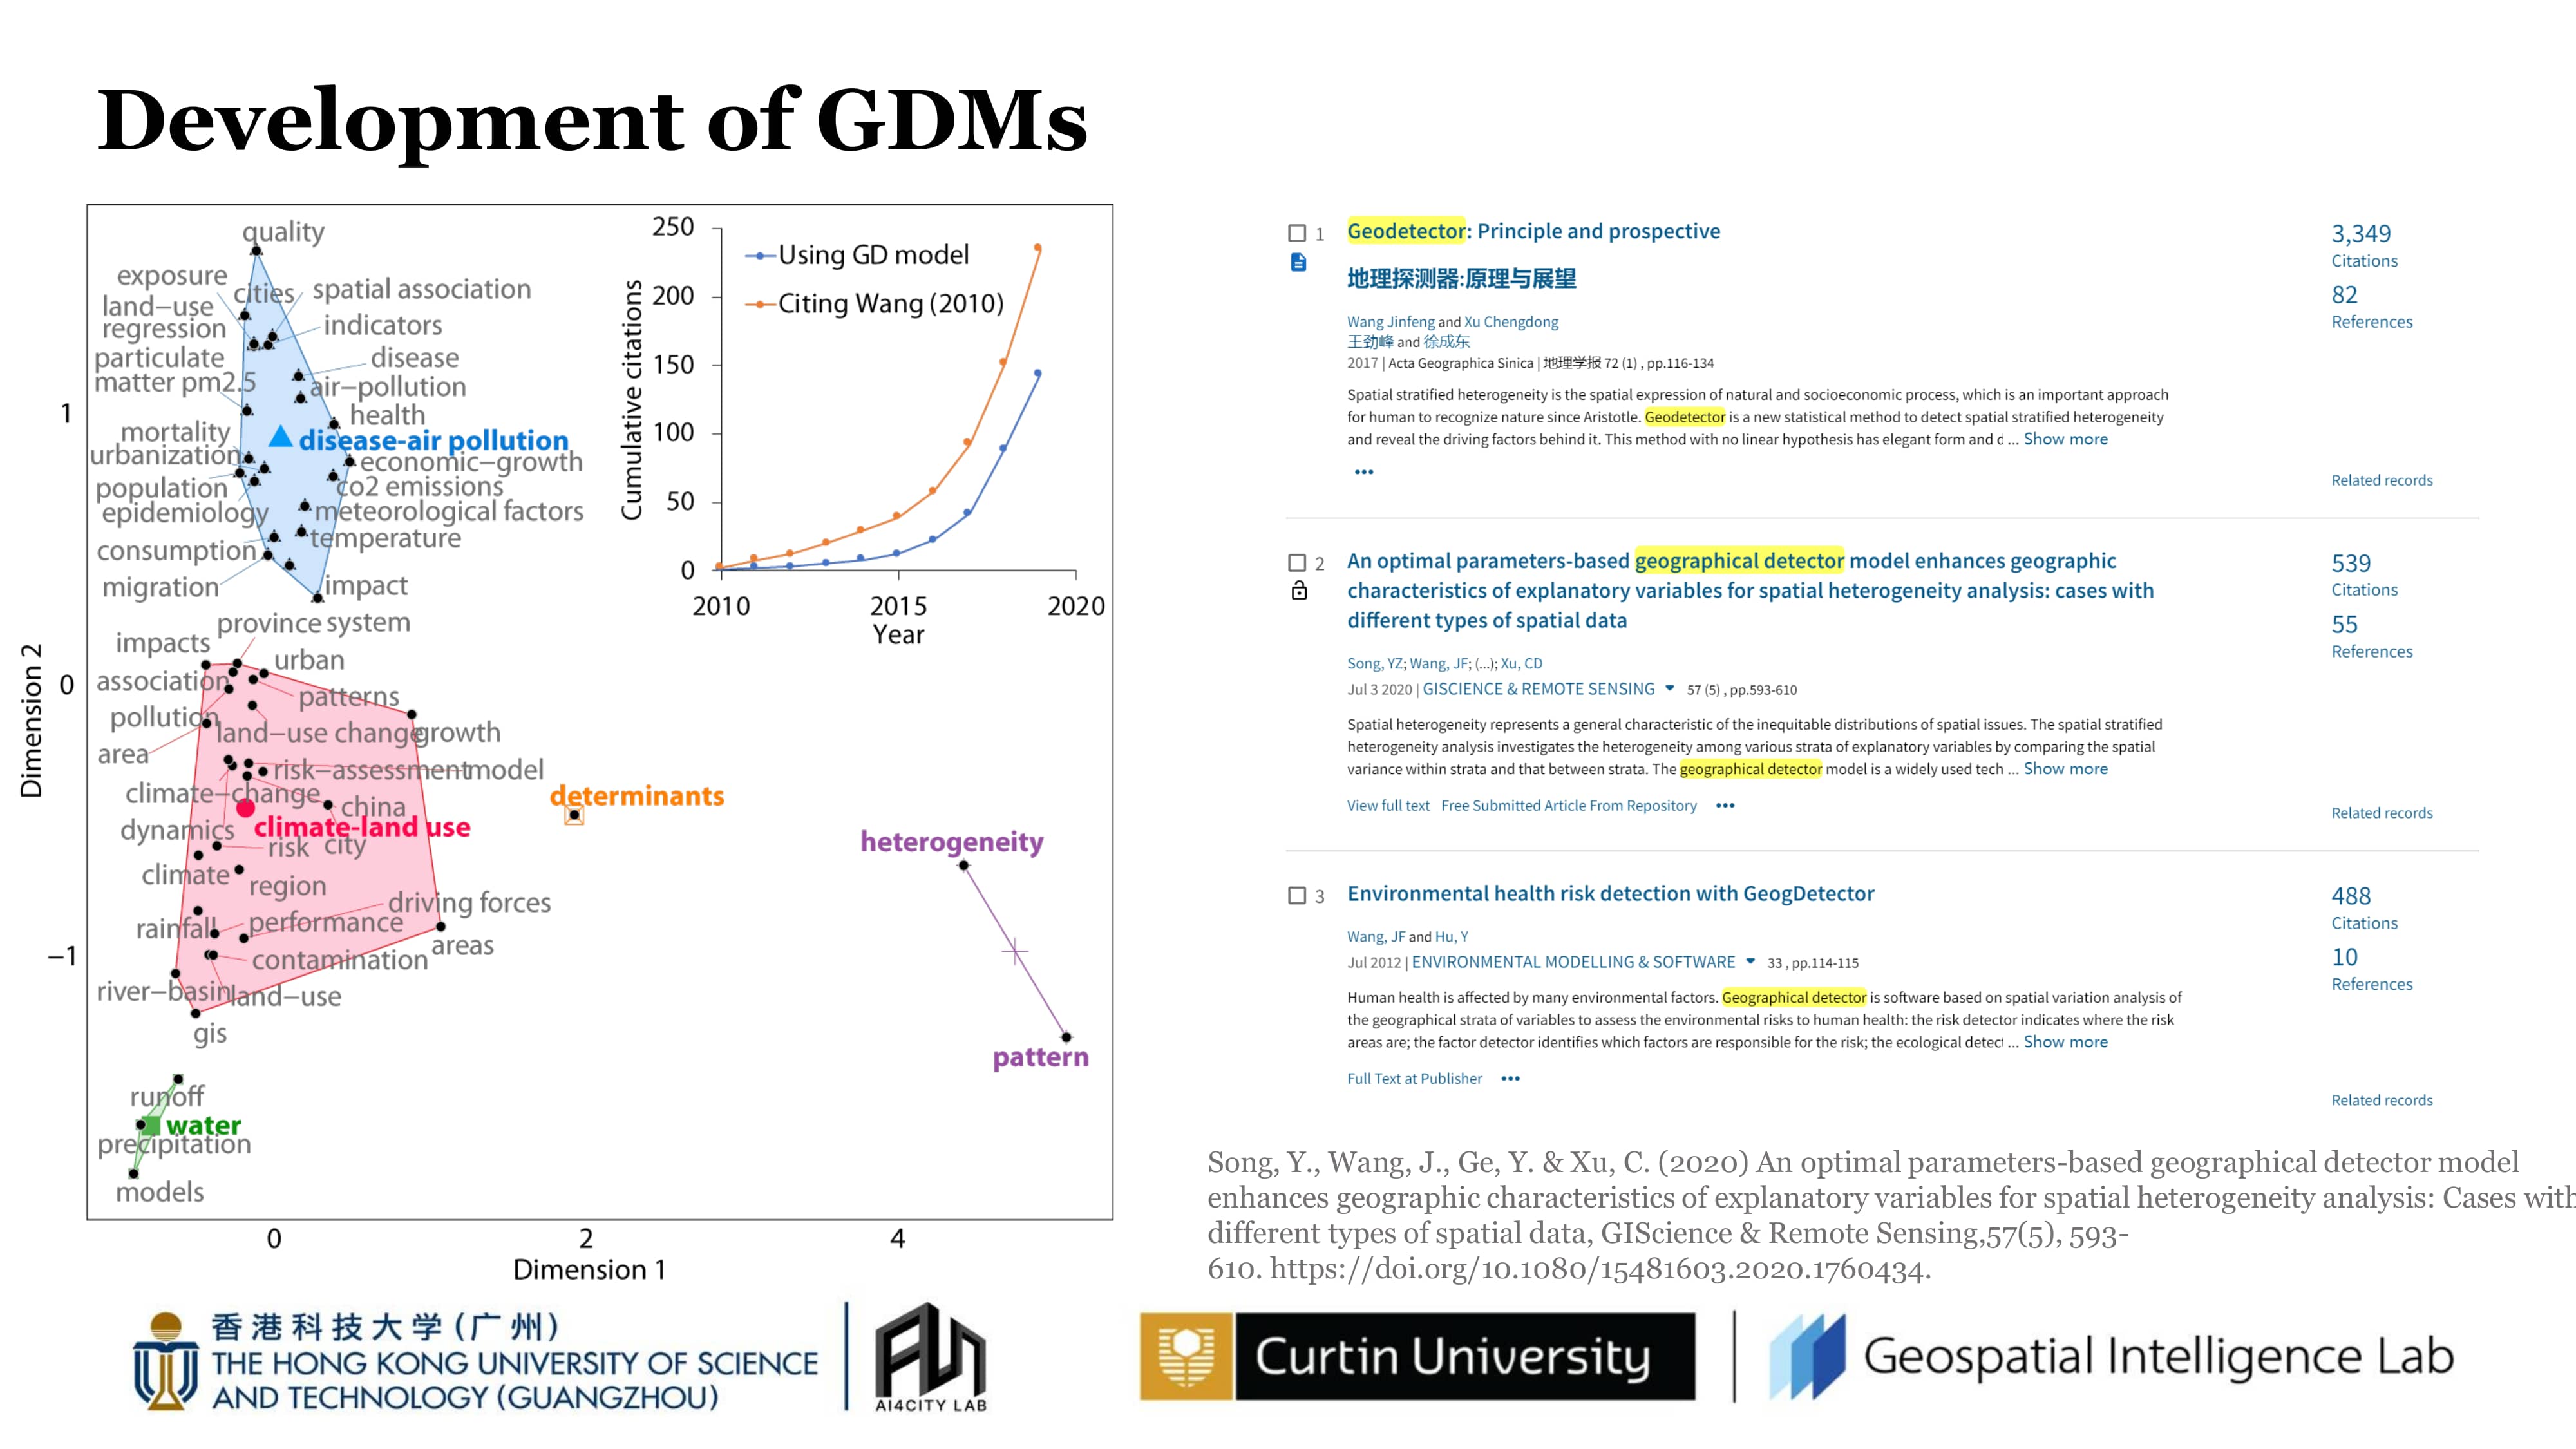 Development of GDMs
quality
exposure
cities
spatial association
land–use
regression
indicators
particulate
matter pm2.5
disease
air–pollution
health
mortality
disease-air pollution
urbanization
economic–growth
population
co2 emissions
epidemiology
meteorological factors
temperature
consumption
migration
impact
province
system
impacts
urban
association
patterns
pollution
land–use change
growth
area
risk–assessment
model
climate–change
china
dynamics
climate-land use
risk
city
climate
region
driving forces
rainfall
performance
areas
contamination
river–basin
land–use
gis
runoff
water
precipitation
models
determinants
heterogeneity
pattern
1
0
−1
Dimension 2
0
2
4
Dimension 1
250
200
150
100
50
0
Cumulative citations
Using GD model
Citing Wang (2010)
2010
2015
2020
Year
1
Geodetector: Principle and prospective
地理探测器:原理与展望
Wang Jinfeng and Xu Chengdong
王劲峰 and 徐成东
2017 | Acta Geographica Sinica | 地理学报 72 (1) , pp.116-134
Spatial stratified heterogeneity is the spatial expression of natural and socioeconomic process, which is an important approach
for human to recognize nature since Aristotle. Geodetector is a new statistical method to detect spatial stratified heterogeneity
and reveal the driving factors behind it. This method with no linear hypothesis has elegant form and d ... Show more
3,349
Citations
82
References
Related records
2
An optimal parameters-based geographical detector model enhances geographic
characteristics of explanatory variables for spatial heterogeneity analysis: cases with
different types of spatial data
Song, YZ; Wang, JF; (...); Xu, CD
Jul 3 2020 | GISCIENCE & REMOTE SENSING 57 (5) , pp.593-610
Spatial heterogeneity represents a general characteristic of the inequitable distributions of spatial issues. The spatial stratified
heterogeneity analysis investigates the heterogeneity among various strata of explanatory variables by comparing the spatial
variance within strata and that between strata. The geographical detector model is a widely used tech ... Show more
View full text Free Submitted Article From Repository
539
Citations
55
References
Related records
3
Environmental health risk detection with GeogDetector
Wang, JF and Hu, Y
Jul 2012 | ENVIRONMENTAL MODELLING & SOFTWARE 33 , pp.114-115
Human health is affected by many environmental factors. Geographical detector is software based on spatial variation analysis of
the geographical strata of variables to assess the environmental risks to human health: the risk detector indicates where the risk
areas are; the factor detector identifies which factors are responsible for the risk; the ecological detect ... Show more
Full Text at Publisher
488
Citations
10
References
Related records
Song, Y., Wang, J., Ge, Y. & Xu, C. (2020) An optimal parameters-based geographical detector model
enhances geographic characteristics of explanatory variables for spatial heterogeneity analysis: Cases with
different types of spatial data, GIScience & Remote Sensing,57(5), 593-
610. https://doi.org/10.1080/15481603.2020.1760434.
香港科技大学(广州)
THE HONG KONG UNIVERSITY OF SCIENCE
AND TECHNOLOGY (GUANGZHOU)
AI4CITY LAB
Curtin University
Geospatial Intelligence Lab